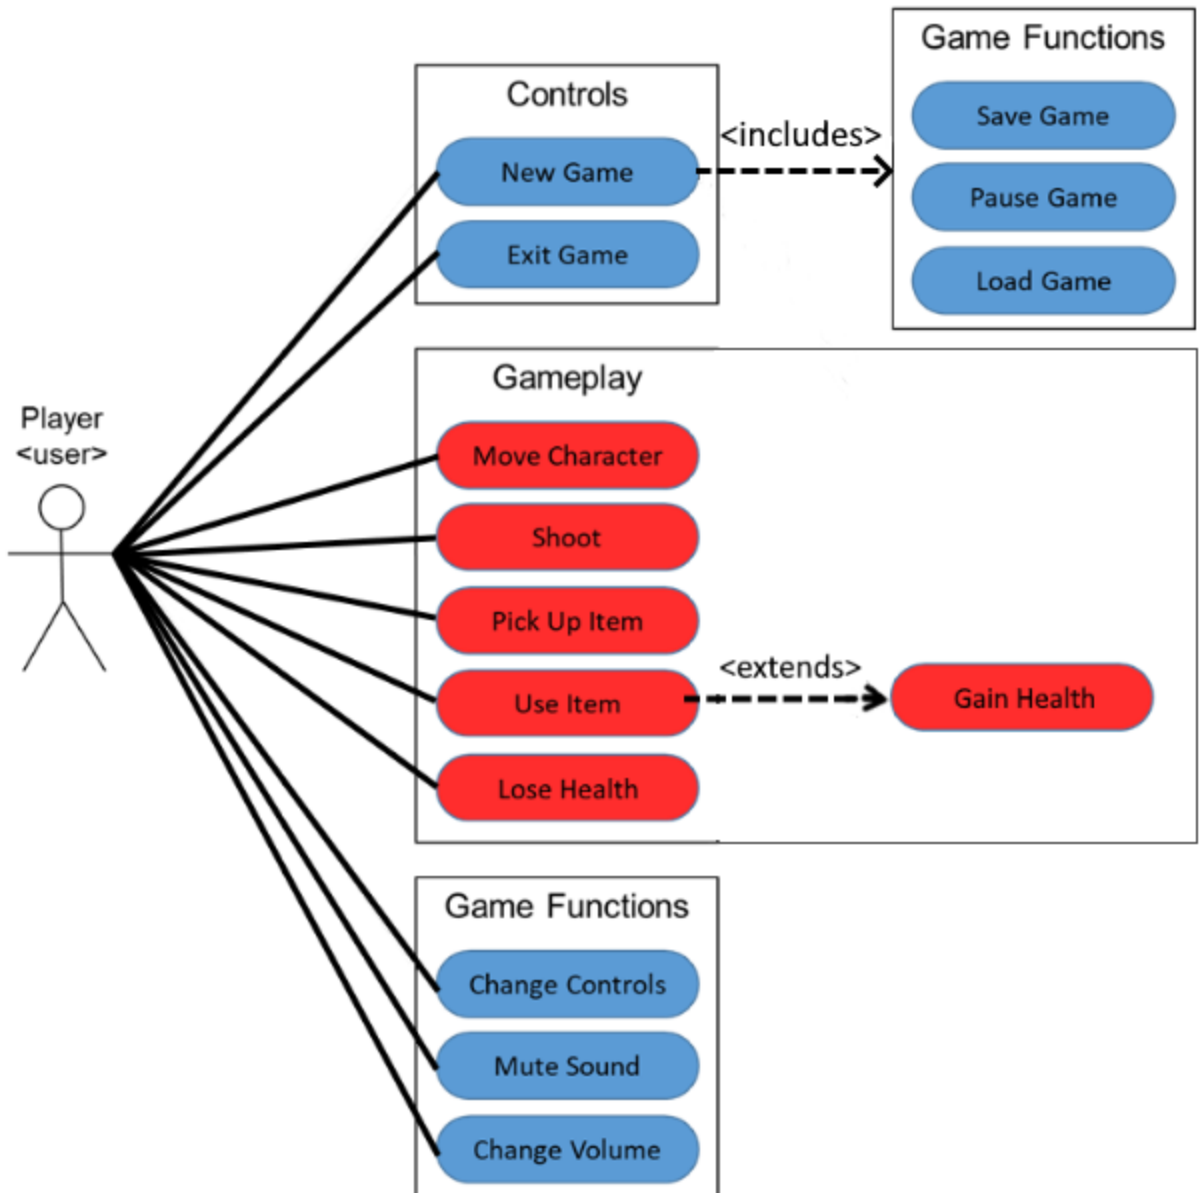 Game Functions
Save Game
Pause Game
Load Game
Controls
<includes>
New Game
Exit Game
Player
<user>
Gameplay
Move Character
Shoot
Pick Up Item
Use Item
<extends>
Gain Health
Lose Health
Game Functions
Change Controls
Mute Sound
Change Volume